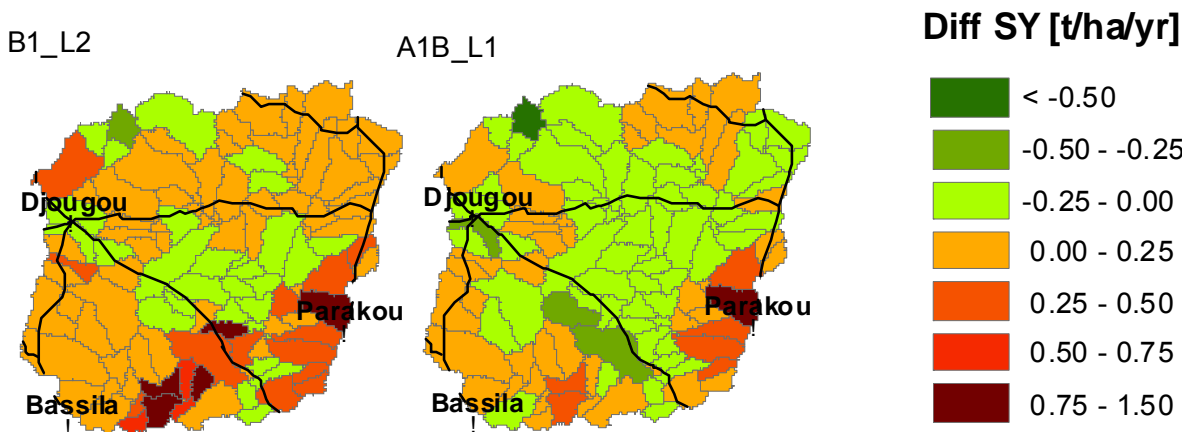 B1_L2
A1B_L1
Djougou
Parakou
Bassila
Djougou
Parakou
Bassila
Diff SY [t/ha/yr]
< -0.50
-0.50 - -0.25
-0.25 - 0.00
0.00 - 0.25
0.25 - 0.50
0.50 - 0.75
0.75 - 1.50